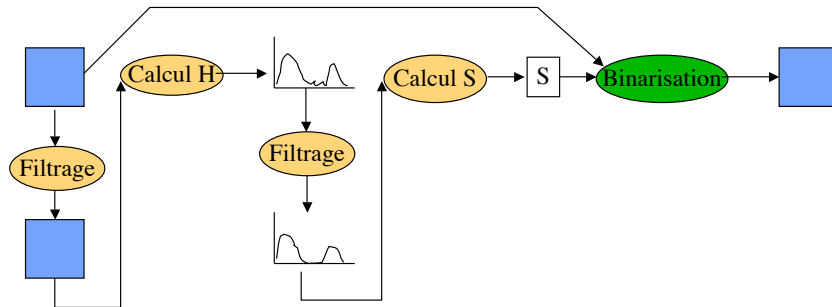 Calcul H
Calcul S
S
Binarisation
Filtrage
Filtrage